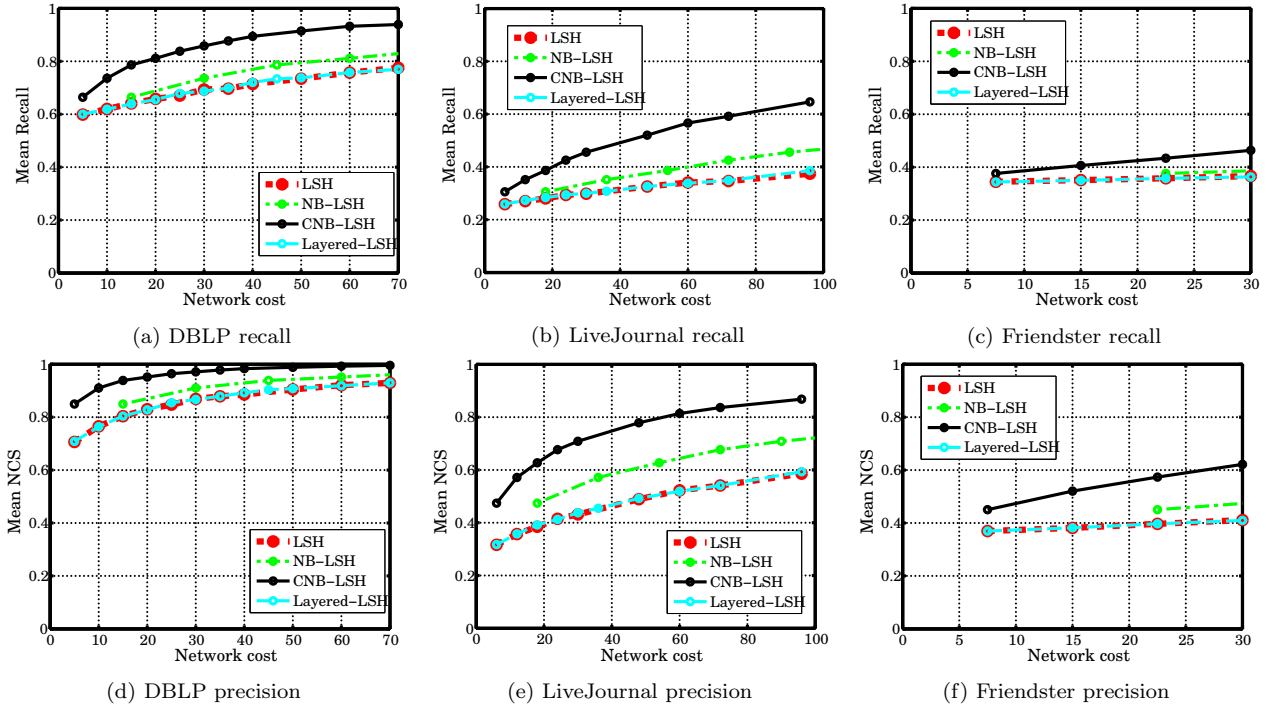 1
0.8
0.6
0.4
0.2
0
Mean Recall
LSH
NB-LSH
CNB-LSH
Layered-LSH
0 10 20 30 40 50 60 70
Network cost
(a) DBLP recall
1
0.8
0.6
0.4
0.2
0
Mean Recall
LSH
NB-LSH
CNB-LSH
Layered-LSH
0 20 40 60 80 100
Network cost
(b) LiveJournal recall
1
0.8
0.6
0.4
0.2
0
Mean Recall
LSH
NB-LSH
CNB-LSH
Layered-LSH
0 5 10 15 20 25 30
Network cost
(c) Friendster recall
1
0.8
0.6
0.4
0.2
0
Mean NCS
LSH
NB-LSH
CNB-LSH
Layered-LSH
0 10 20 30 40 50 60 70
Network cost
(d) DBLP precision
1
0.8
0.6
0.4
0.2
0
Mean NCS
LSH
NB-LSH
CNB-LSH
Layered-LSH
0 20 40 60 80 100
Network cost
(e) LiveJournal precision
1
0.8
0.6
0.4
0.2
0
Mean NCS
LSH
NB-LSH
CNB-LSH
Layered-LSH
0 5 10 15 20 25 30
Network cost
(f) Friendster precision